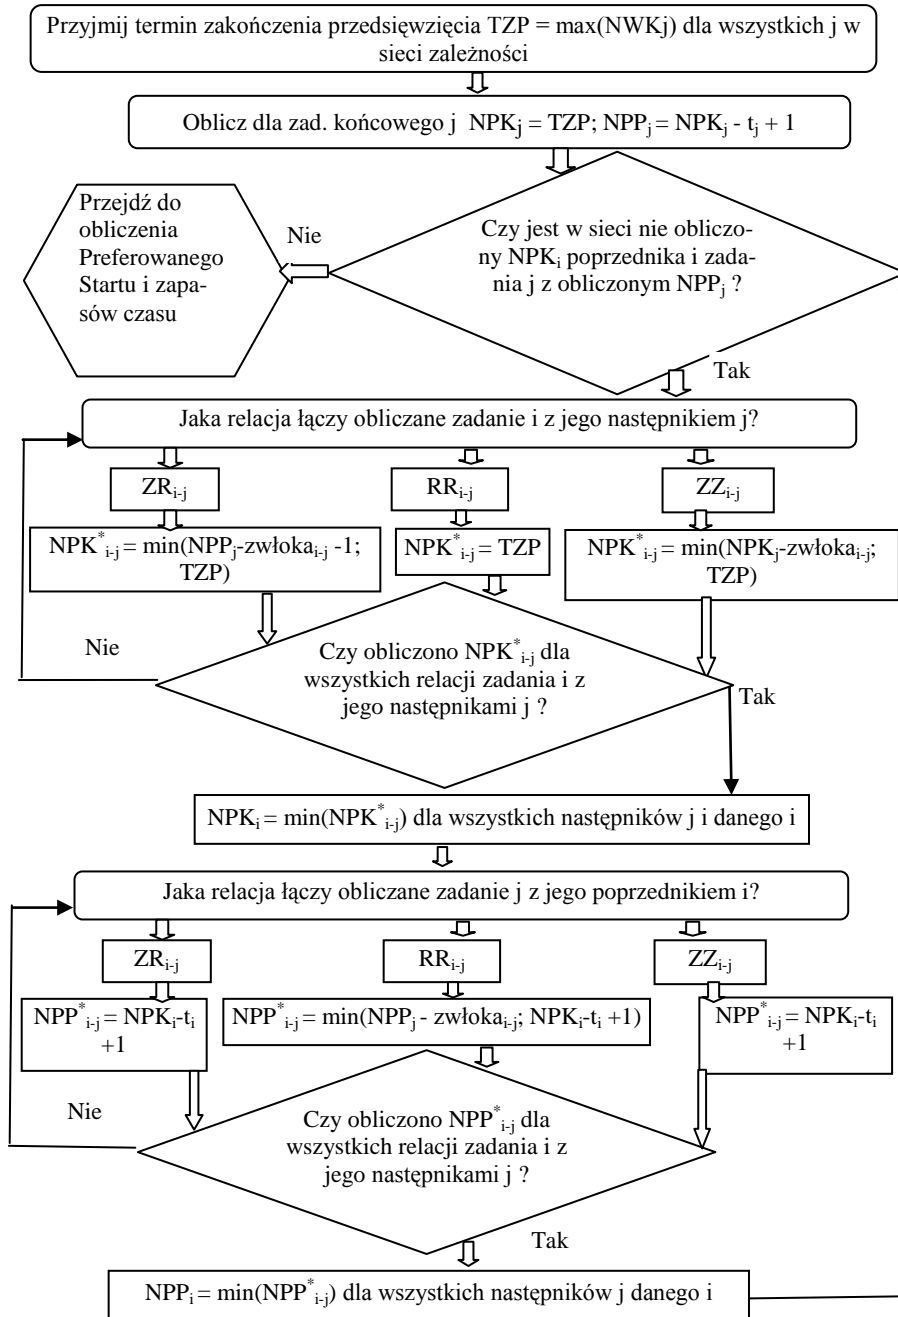 Przyjmij termin zakończenia przedsięwzięcia TZP = max(NWKj) dla wszystkich j w
sieci zależności
Oblicz dla zad. końcowego j NPKj = TZP; NPPj = NPKj - tj + 1
Przejdź do
obliczenia
Preferowanego
Startu i zapa-
sów czasu
Nie
Czy jest w sieci nie obliczo-
ny NPKi poprzednika i zada-
nia j z obliczonym NPPj ?
Tak
Jaka relacja łączy obliczane zadanie i z jego następnikiem j?
ZRi-j
RRi-j
ZZi-j
NPK*i-j = min(NPPj-zwłokai-j -1;
TZP)
NPK*i-j = TZP
NPK*i-j = min(NPKj-zwłokai-j;
TZP)
Nie
Czy obliczono NPK*i-j dla
wszystkich relacji zadania i z
jego następnikami j ?
Tak
NPKi = min(NPK*i-j) dla wszystkich następników j i danego i
Jaka relacja łączy obliczane zadanie j z jego poprzednikiem i?
ZRi-j
RRi-j
ZZi-j
NPP*i-j = NPKi-ti
+1
NPP*i-j = min(NPPj - zwłokai-j; NPKi-ti +1)
NPP*i-j = NPKi-ti
+1
Nie
Czy obliczono NPP*i-j dla
wszystkich relacji zadania i z
jego następnikami j ?
Tak
NPPi = min(NPP*i-j) dla wszystkich następników j danego i